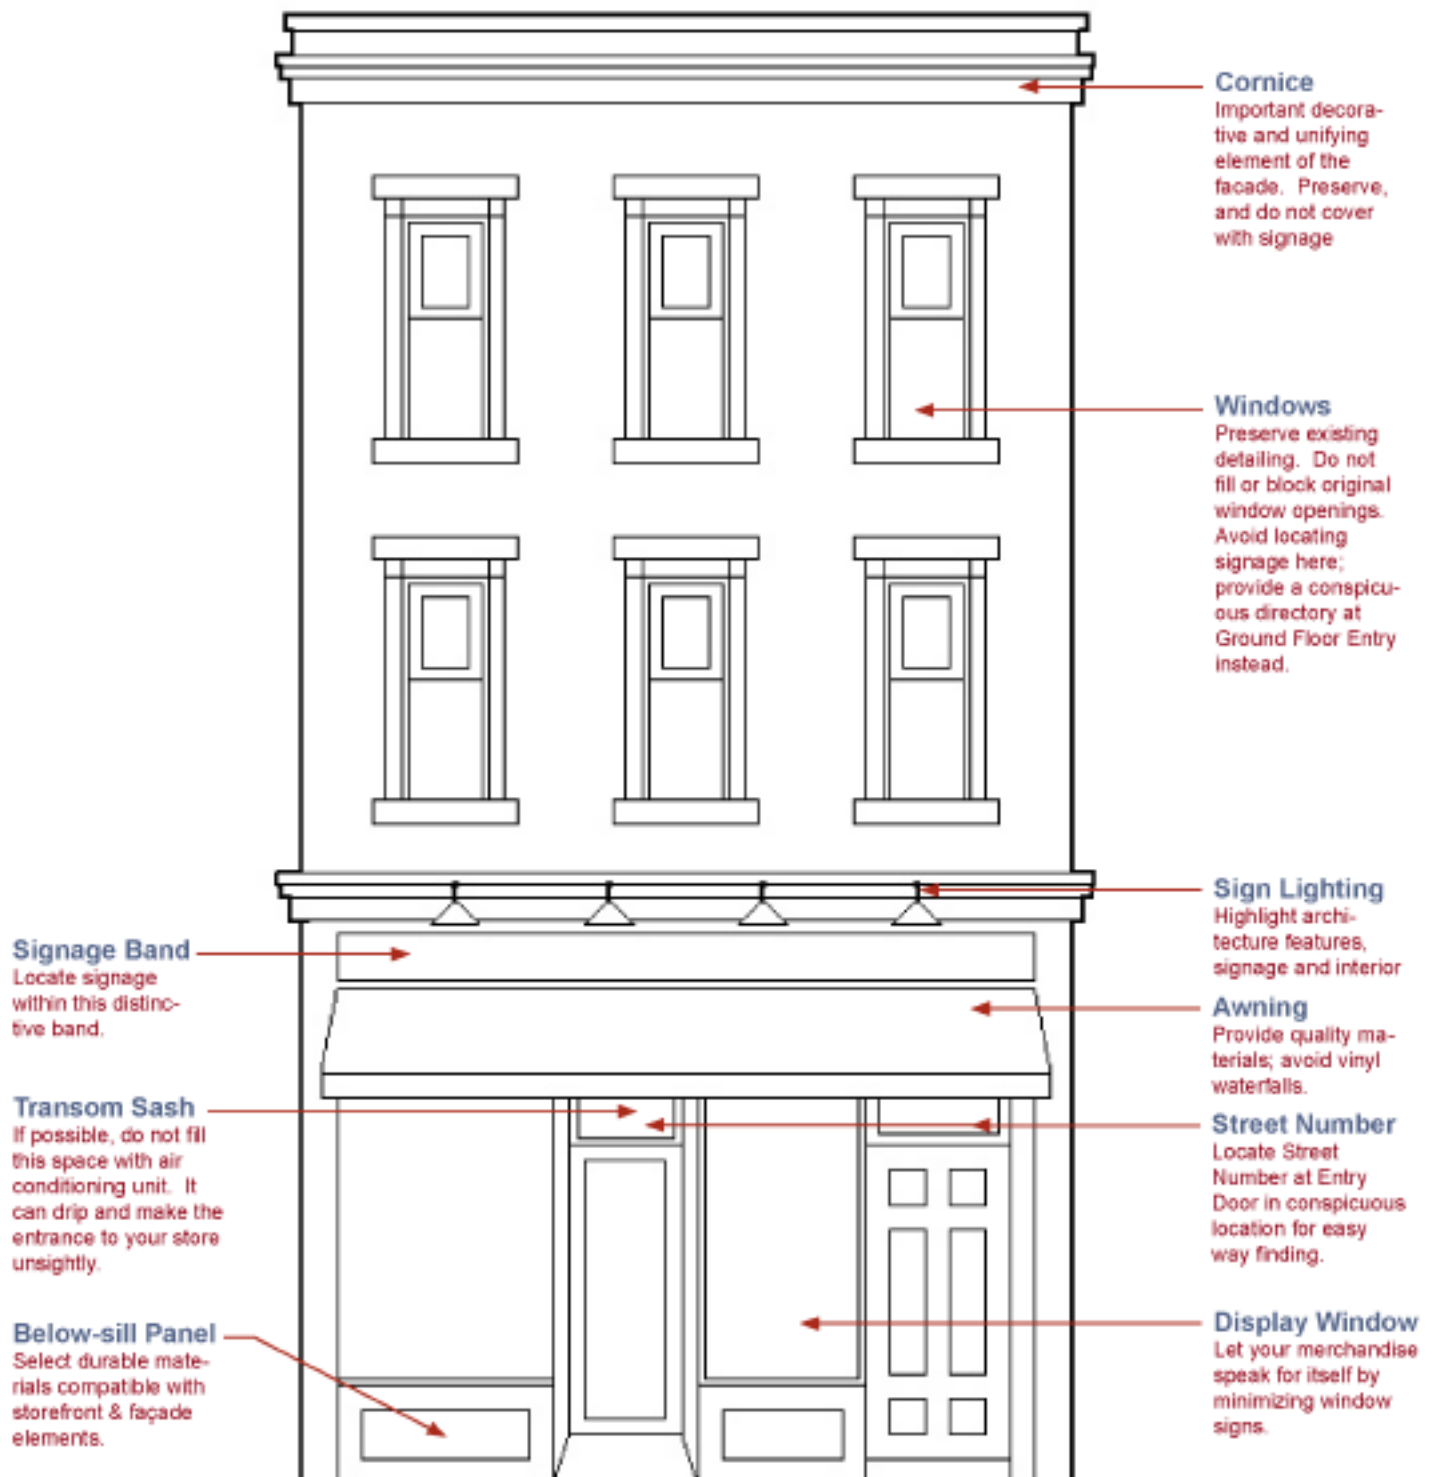 Cornice
Important decora-
tive and unifying
element of the
facade.  Preserve,
and do not cover
with signage
Windows
Preserve existing
detailing.  Do not
fill or block original
window openings.
Avoid locating
signage here;
provide a conspicu-
ous directory at
Ground Floor Entry
instead.
Sign Lighting
Highlight archi-
tecture features,
signage and interior
Signage Band
Locate signage
within this distinc-
tive band.
Awning
Provide quality ma-
terials; avoid vinyl
waterfalls.
Transom Sash
If possible, do not fill
this space with air
conditioning unit.  It
can drip and make the
entrance to your store
unsightly.
Street Number
Locate Street
Number at Entry
Door in conspicuous
location for easy
way finding.
Below-sill Panel
Select durable mate-
rials compatible with
storefront & façade
elements.
Display Window
Let your merchandise
speak for itself by
minimizing window
signs.